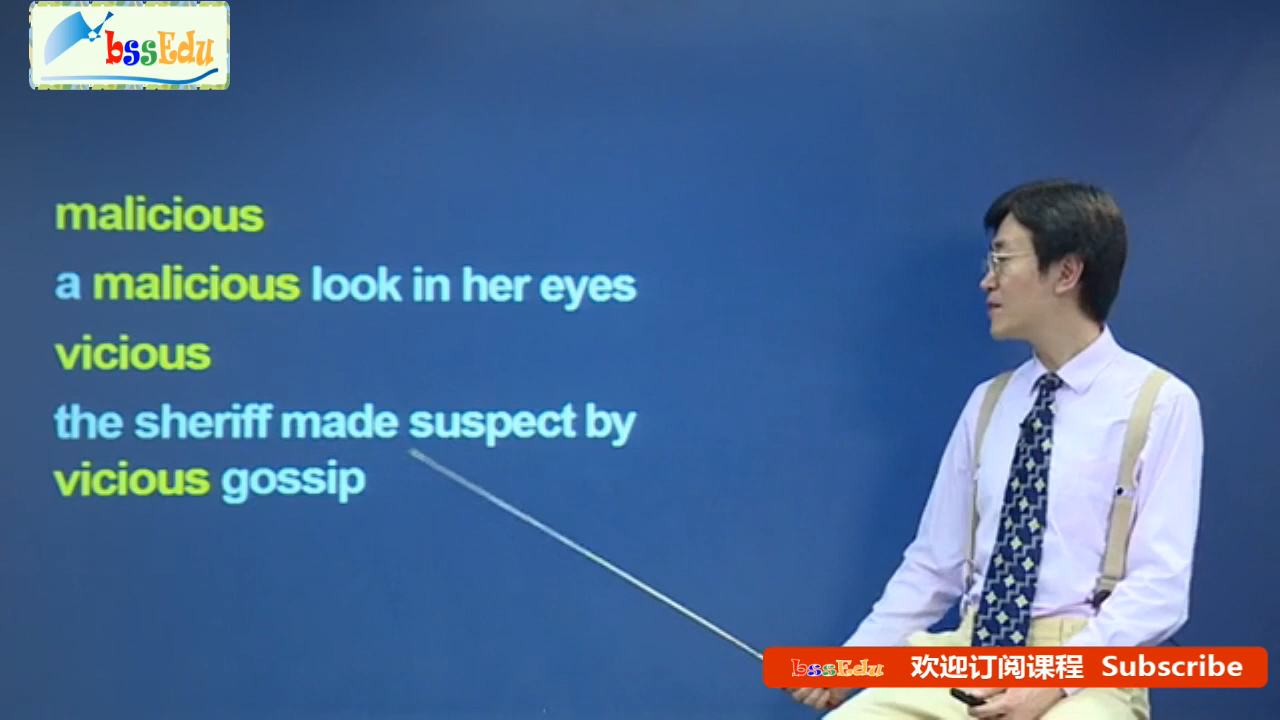 bssEdu
malicious
a malicious look in her eyes
vicious
the sheriff made suspect by
vicious gossip
bssEdu 欢迎订阅课程 Subscribe